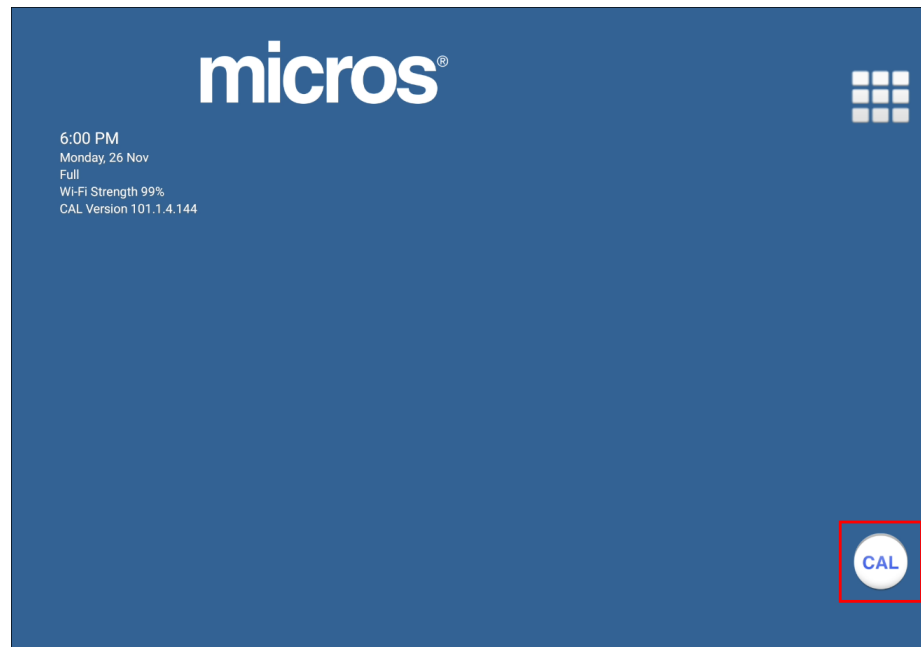 micros®
6:00 PM
Monday, 26 Nov
Full
Wi-Fi Strength 99%
CAL Version 101.1.4.144
CAL